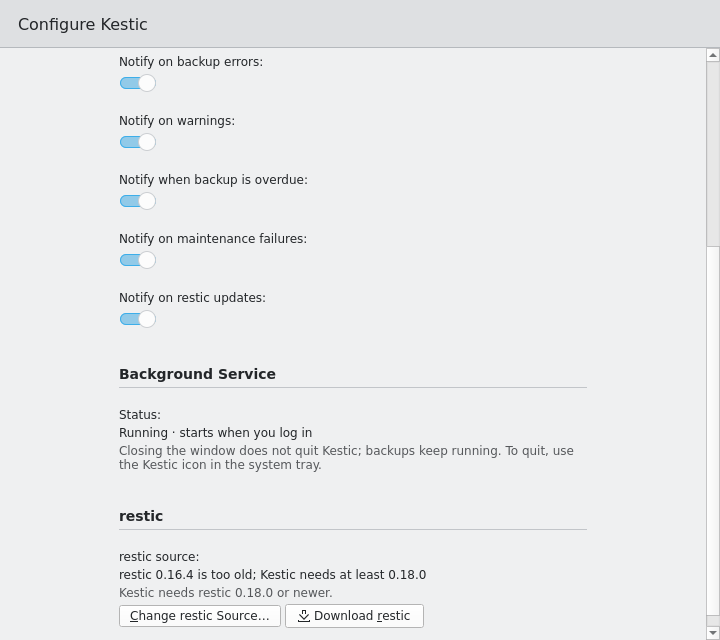 Configure Kestic
Notify on backup errors:
Notify on warnings:
Notify when backup is overdue:
Notify on maintenance failures:
Notify on restic updates:
Background Service
Status:
Running · starts when you log in
Closing the window does not quit Kestic; backups keep running. To quit, use
the Kestic icon in the system tray.
restic
restic source:
restic 0.16.4 is too old; Kestic needs at least 0.18.0
Kestic needs restic 0.18.0 or newer.
Change restic Source... Download restic